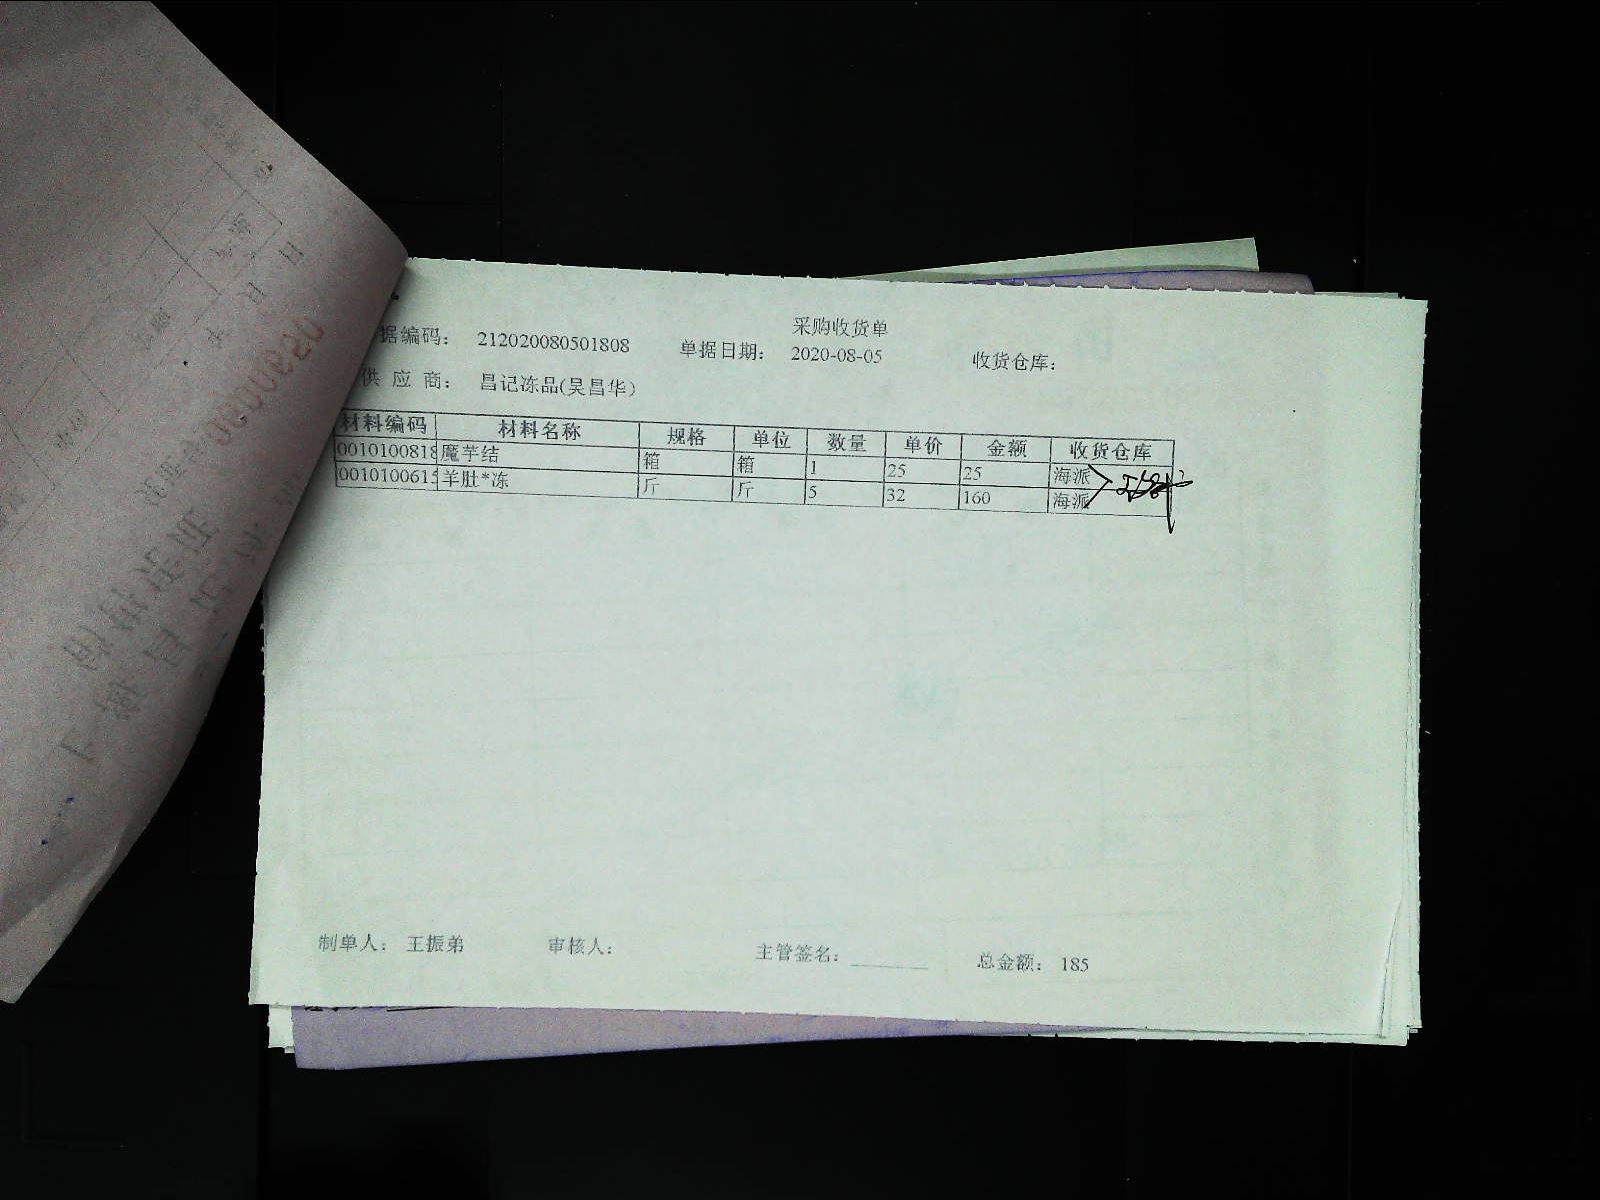 采购收货单
据编码： 212020080501808 单据日期： 2020-08-05 收货仓库：
供 应 商： 昌记冻品(吴昌华）
材料编码 材料名称 规格 单位 数量 单价 金额 收货仓库
0010100818 魔芋结 箱 箱 1 25 25 海派
001010061 羊肚*冻 斤 斤 5 32 160 海派
制单人： 王振弟 审核人： 主管签名： 总金额： 185